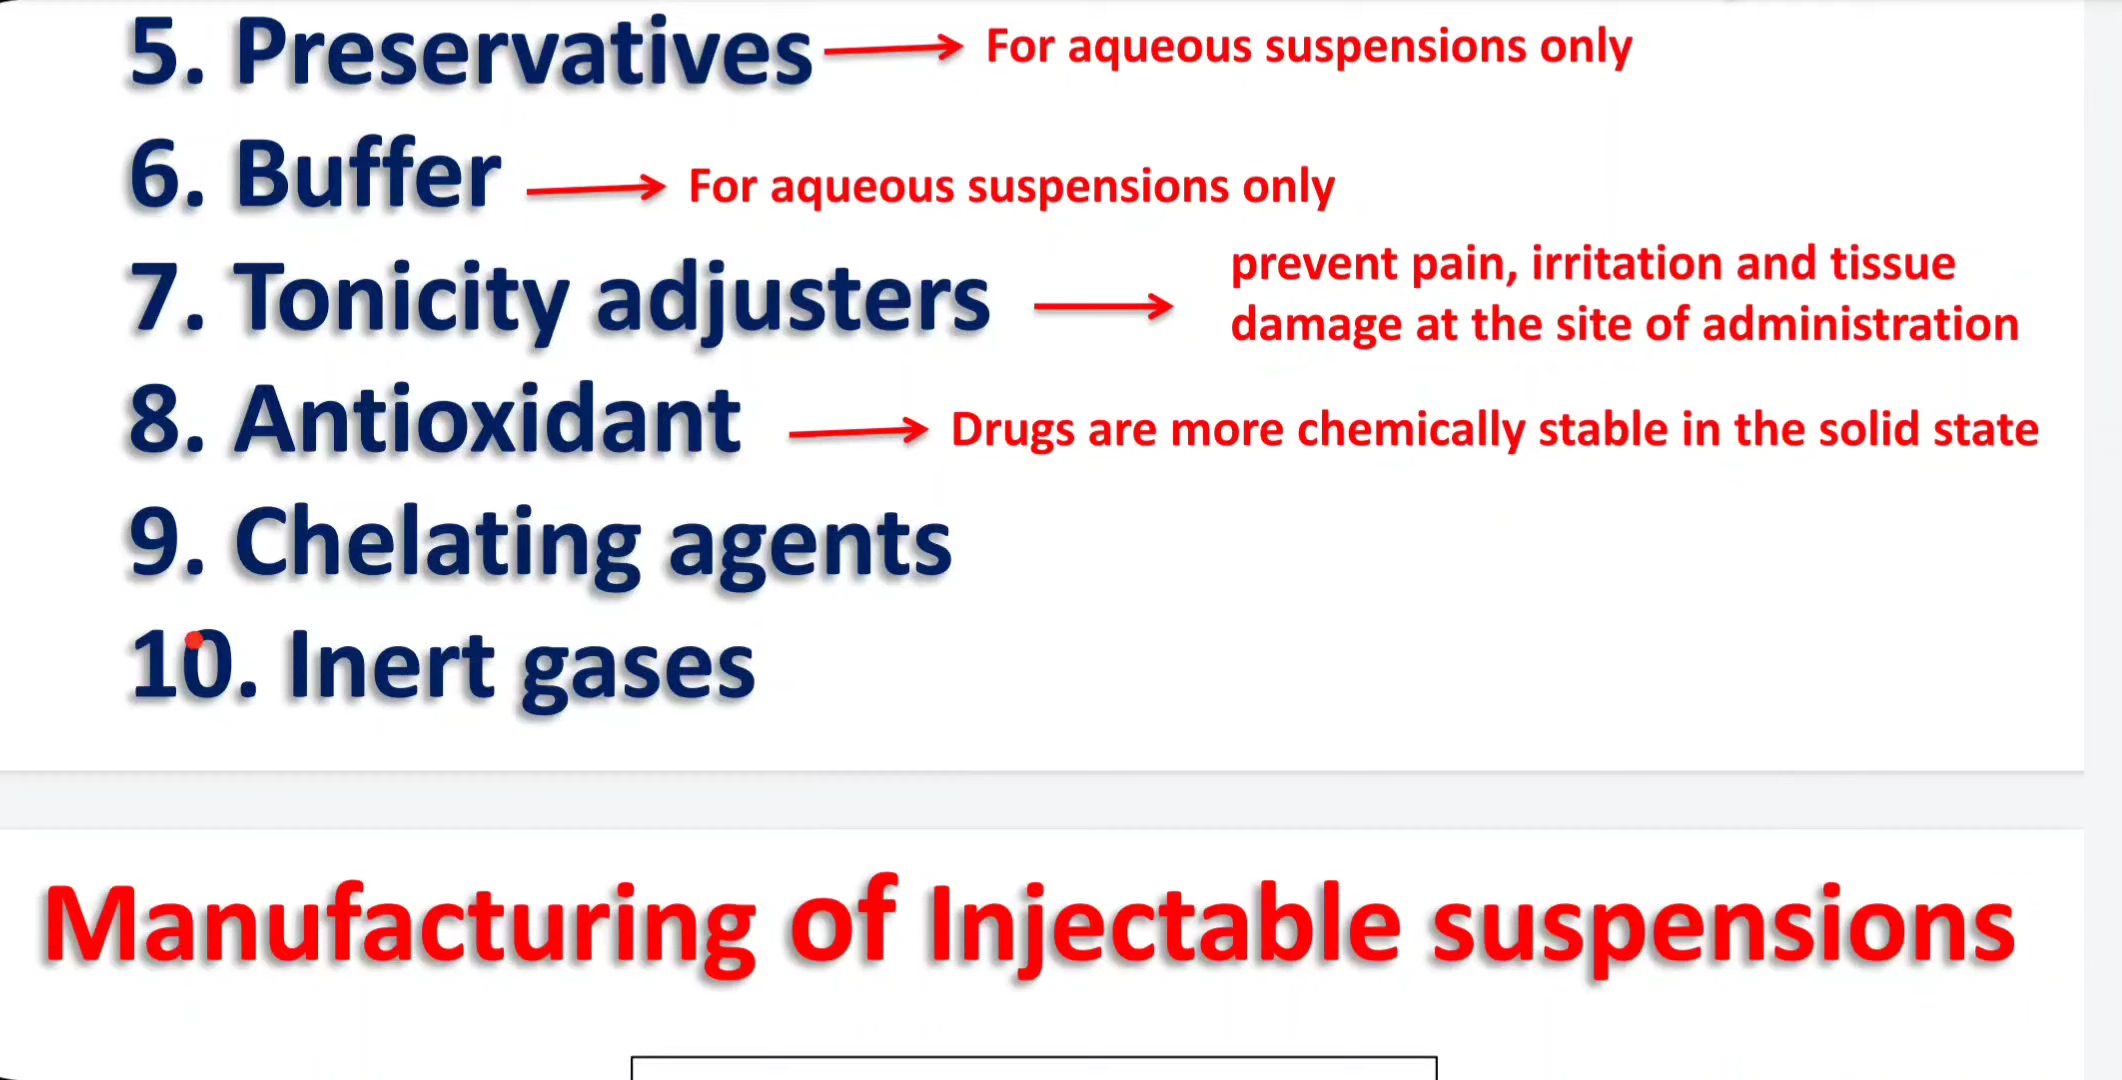 5. Preservatives → For aqueous suspensions only
6. Buffer → For aqueous suspensions only
7. Tonicity adjusters → prevent pain, irritation and tissue
damage at the site of administration
8. Antioxidant → Drugs are more chemically stable in the solid state
9. Chelating agents
10. Inert gases
Manufacturing of Injectable suspensions